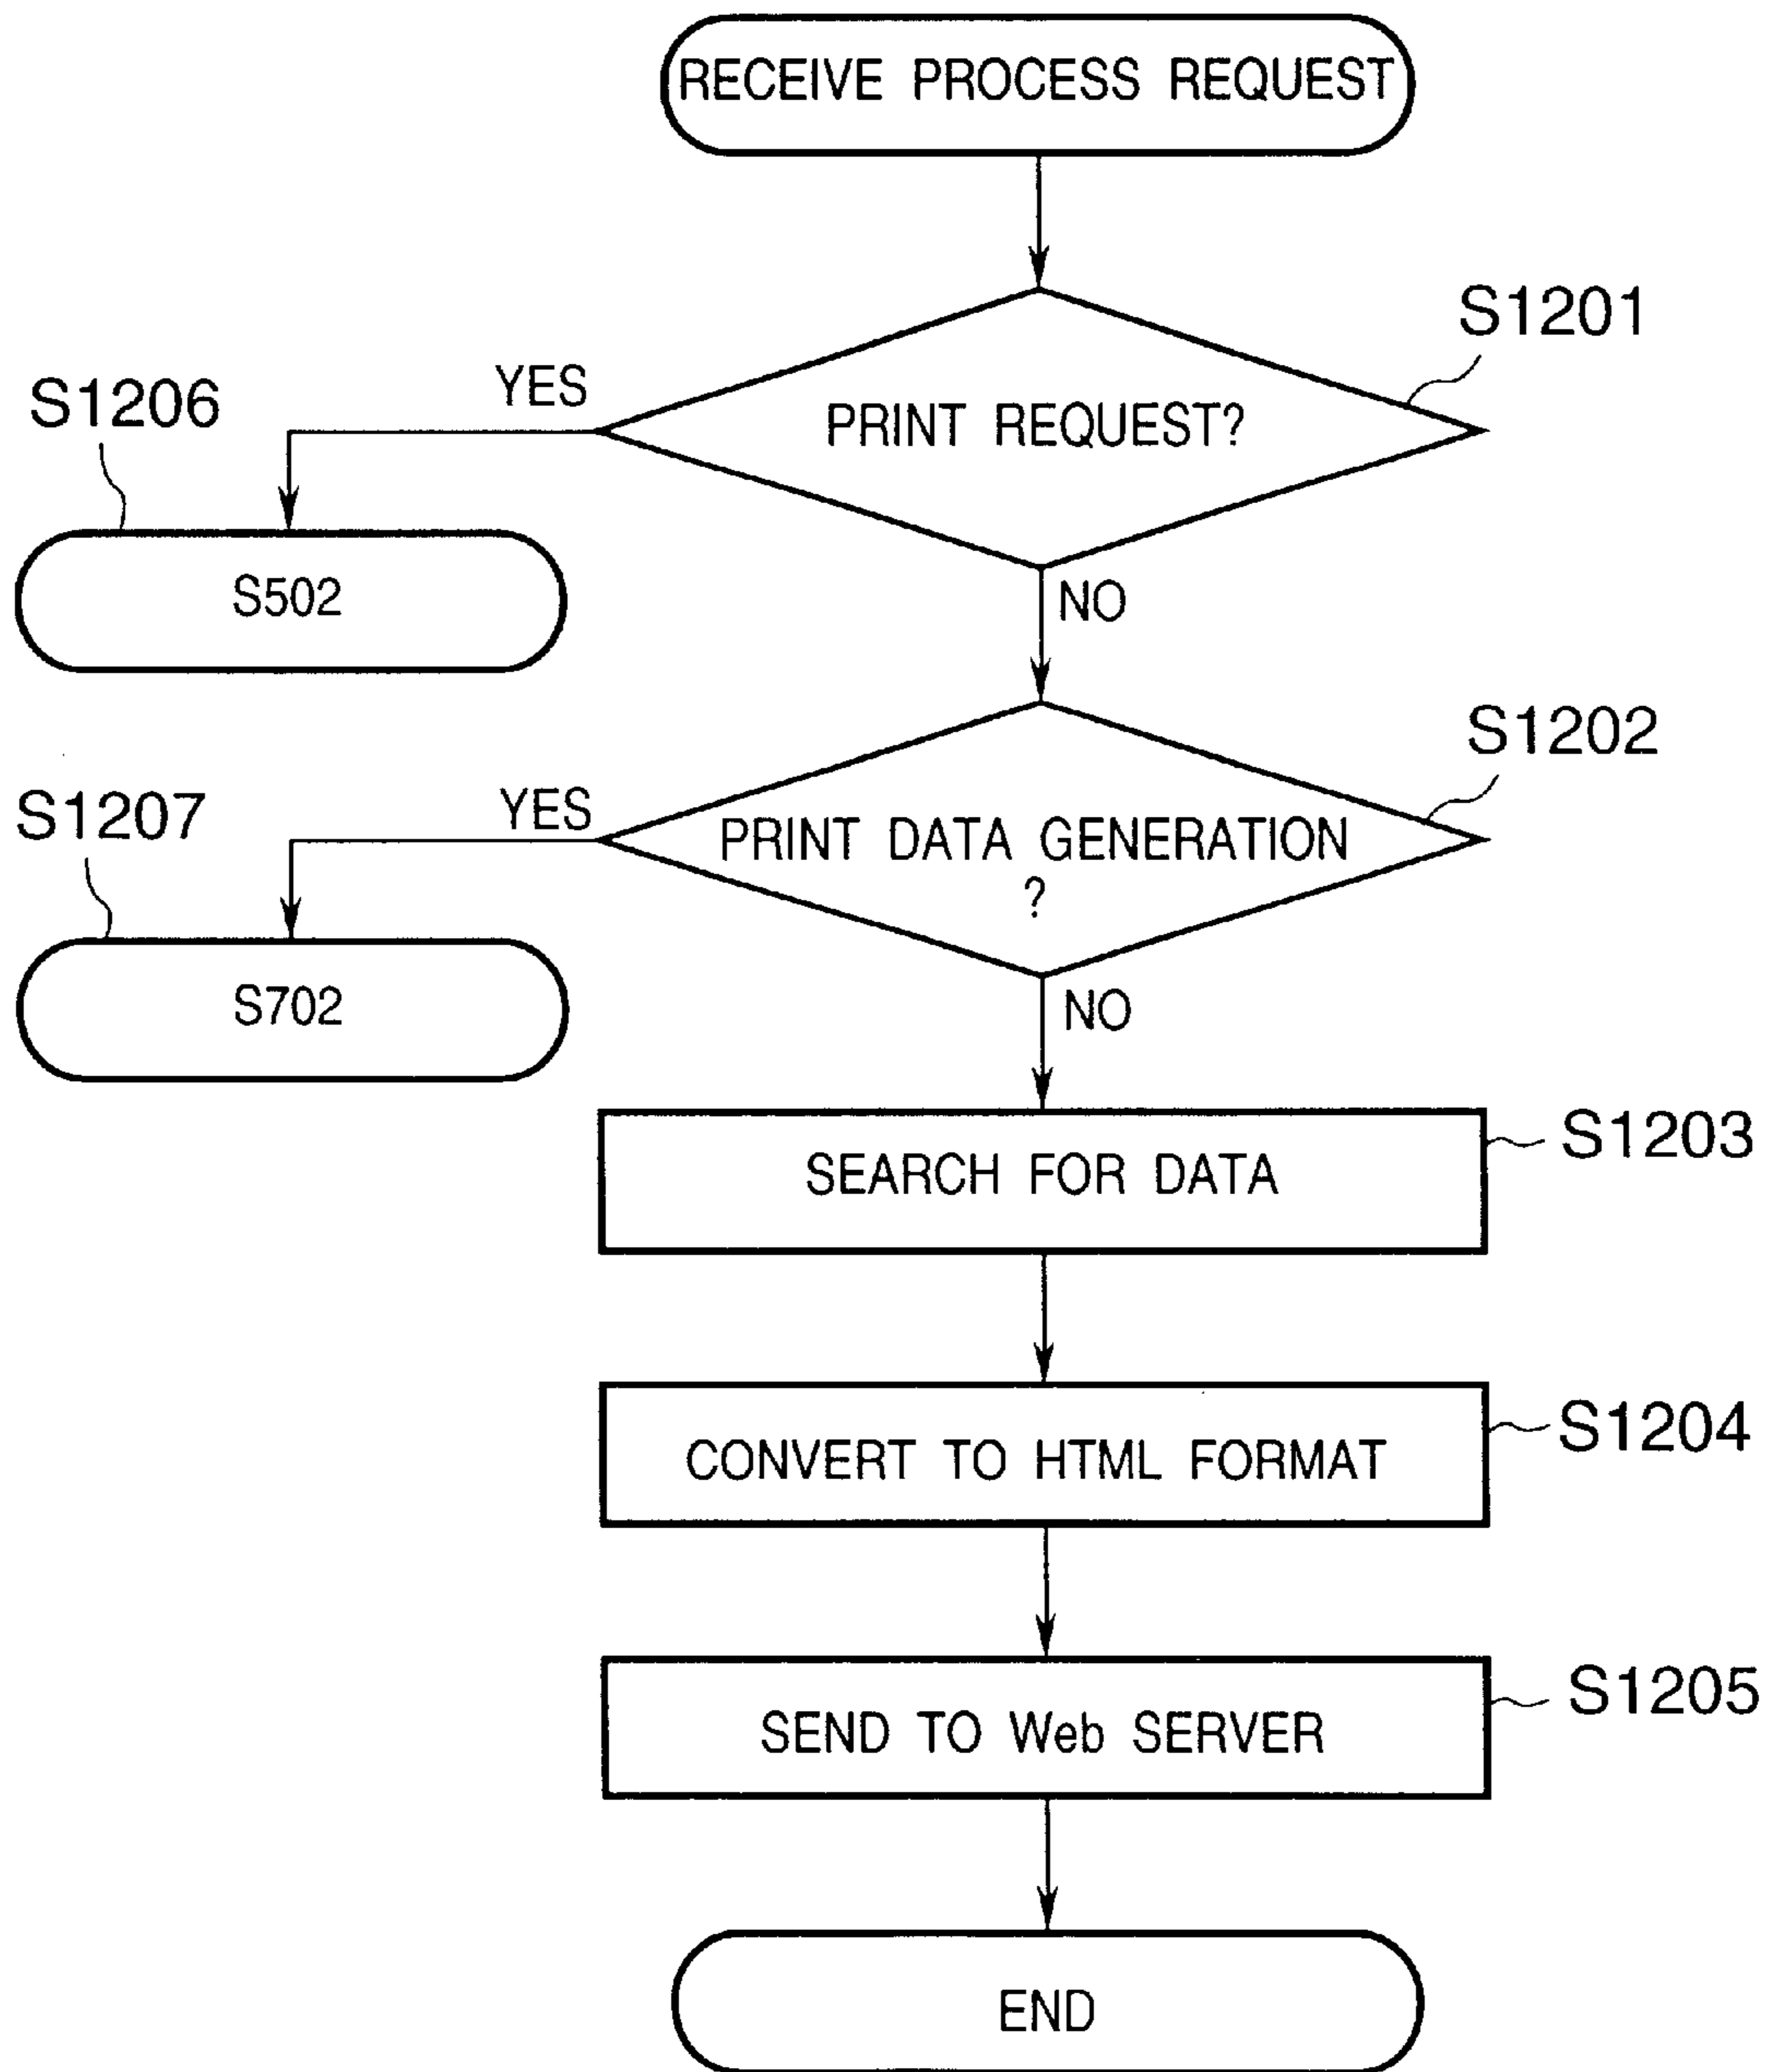 RECEIVE PROCESS REQUEST
S1201
PRINT REQUEST?
YES
S1206
S502
NO
S1202
PRINT DATA GENERATION
?
YES
S1207
S702
NO
SEARCH FOR DATA
S1203
CONVERT TO HTML FORMAT
S1204
SEND TO Web SERVER
S1205
END